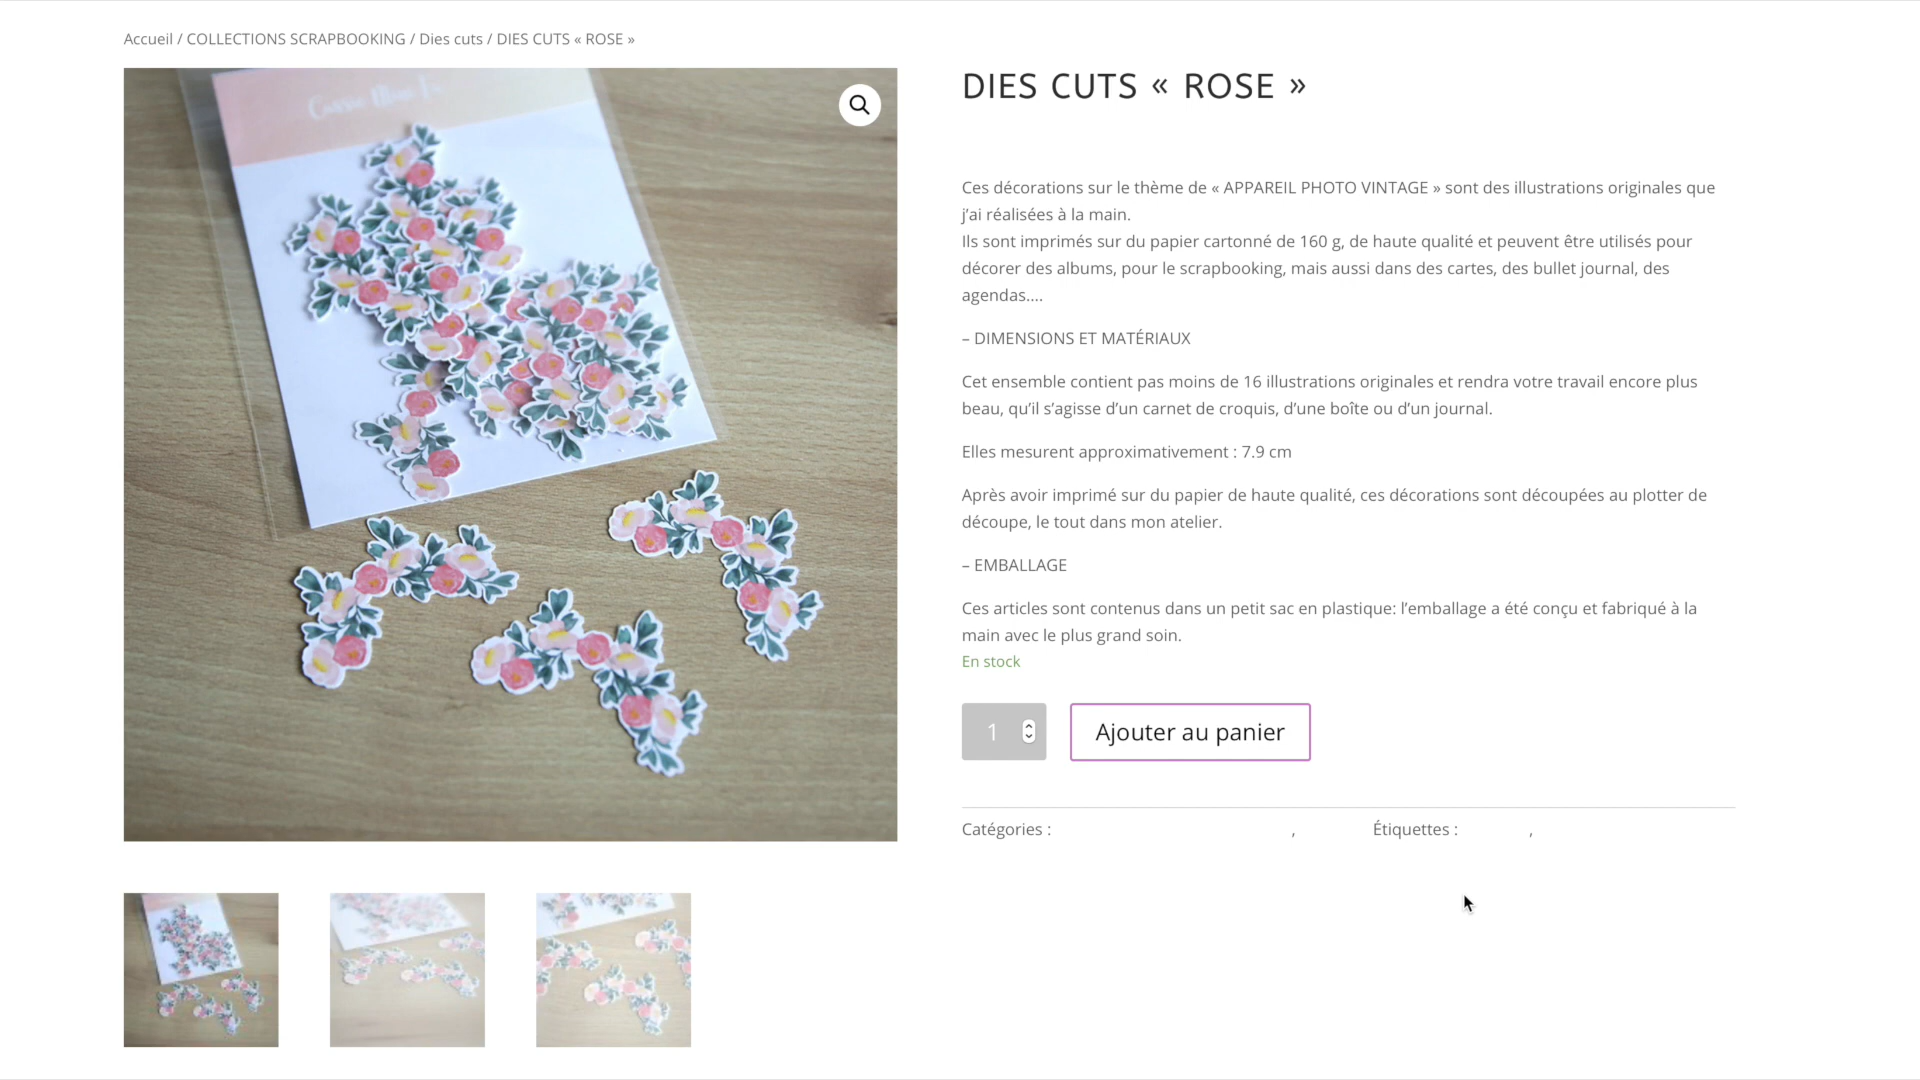 Accueil / COLLECTIONS SCRAPBOOKING / Dies cuts / DIES CUTS « ROSE »
DIES CUTS « ROSE »
Ces décorations sur le thème de « APPAREIL PHOTO VINTAGE » sont des illustrations originales que
j’ai réalisées à la main.
Ils sont imprimés sur du papier cartonné de 160 g, de haute qualité et peuvent être utilisés pour
décorer des albums, pour le scrapbooking, mais aussi dans des cartes, des bullet journal, des
agendas….
– DIMENSIONS ET MATÉRIAUX
Cet ensemble contient pas moins de 16 illustrations originales et rendra votre travail encore plus
beau, qu’il s’agisse d’un carnet de croquis, d’une boîte ou d’un journal.
Elles mesurent approximativement : 7.9 cm
Après avoir imprimé sur du papier de haute qualité, ces décorations sont découpées au plotter de
découpe, le tout dans mon atelier.
– EMBALLAGE
Ces articles sont contenus dans un petit sac en plastique: l’emballage a été conçu et fabriqué à la
main avec le plus grand soin.
En stock
1
Ajouter au panier
Catégories : , Étiquettes : ,